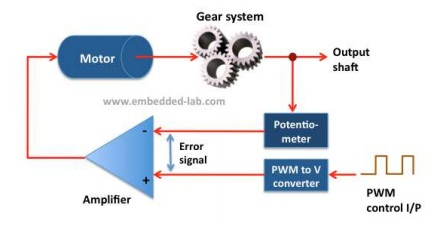 Gear system
Motor
Output
shaft
www.embedded-lab.com
Potentio-
meter
-
Error
signal
+
PWM to V
converter
Amplifier
PWM
control I/P